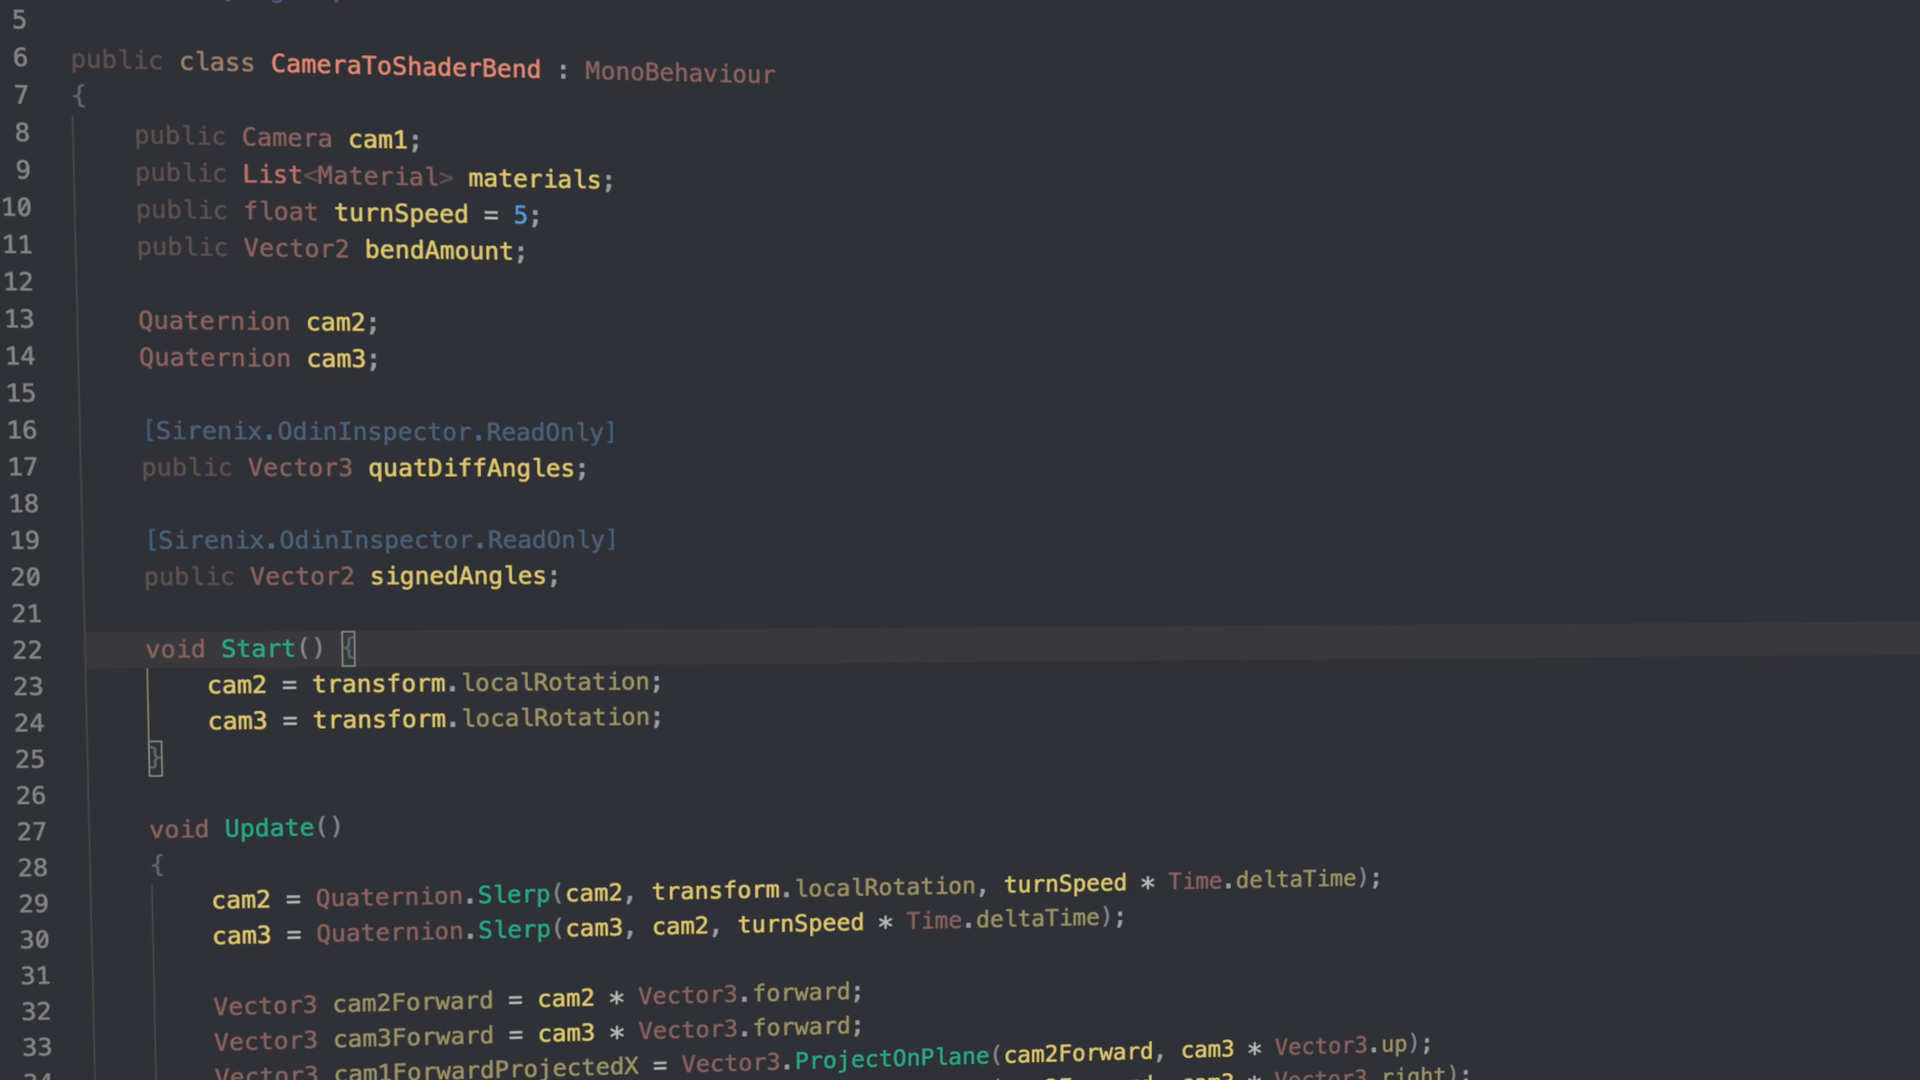 5
6 public class CameraToShaderBend : MonoBehaviour
7 {
8 public Camera cam1;
9 public List<Material> materials;
10 public float turnSpeed = 5;
11 public Vector2 bendAmount;
12
13 Quaternion cam2;
14 Quaternion cam3;
15
16 [Sirenix.OdinInspector.ReadOnly]
17 public Vector3 quatDiffAngles;
18
19 [Sirenix.OdinInspector.ReadOnly]
20 public Vector2 signedAngles;
21
22 void Start() {
23 cam2 = transform.localRotation;
24 cam3 = transform.localRotation;
25 }
26
27 void Update()
28 {
29 cam2 = Quaternion.Slerp(cam2, transform.localRotation, turnSpeed * Time.deltaTime);
30 cam3 = Quaternion.Slerp(cam3, cam2, turnSpeed * Time.deltaTime);
31
32 Vector3 cam2Forward = cam2 * Vector3.forward;
33 Vector3 cam3Forward = cam3 * Vector3.forward;
Vector3 cam1ForwardProjectedX = Vector3.ProjectOnPlane(cam2Forward, cam3 * Vector3.up);
cam3 * Vector3.right);